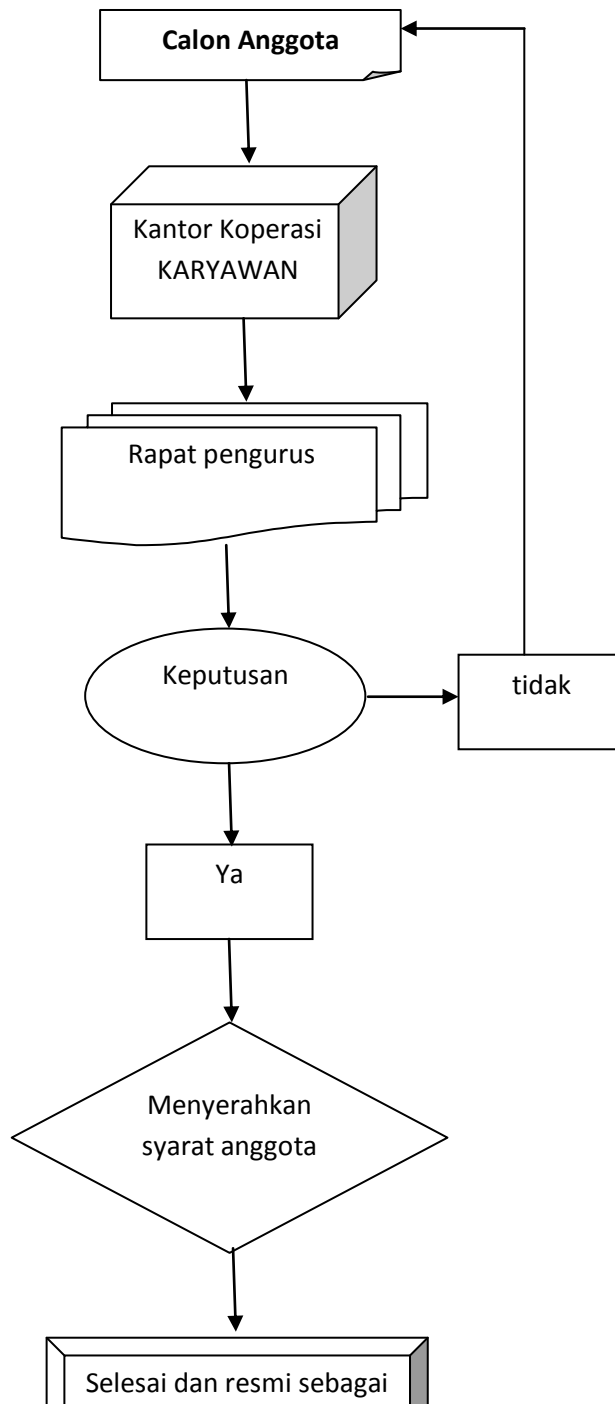 Calon Anggota
Kantor Koperasi
KARYAWAN
Rapat pengurus
Keputusan
tidak
Ya
Menyerahkan
syarat anggota
Selesai dan resmi sebagai